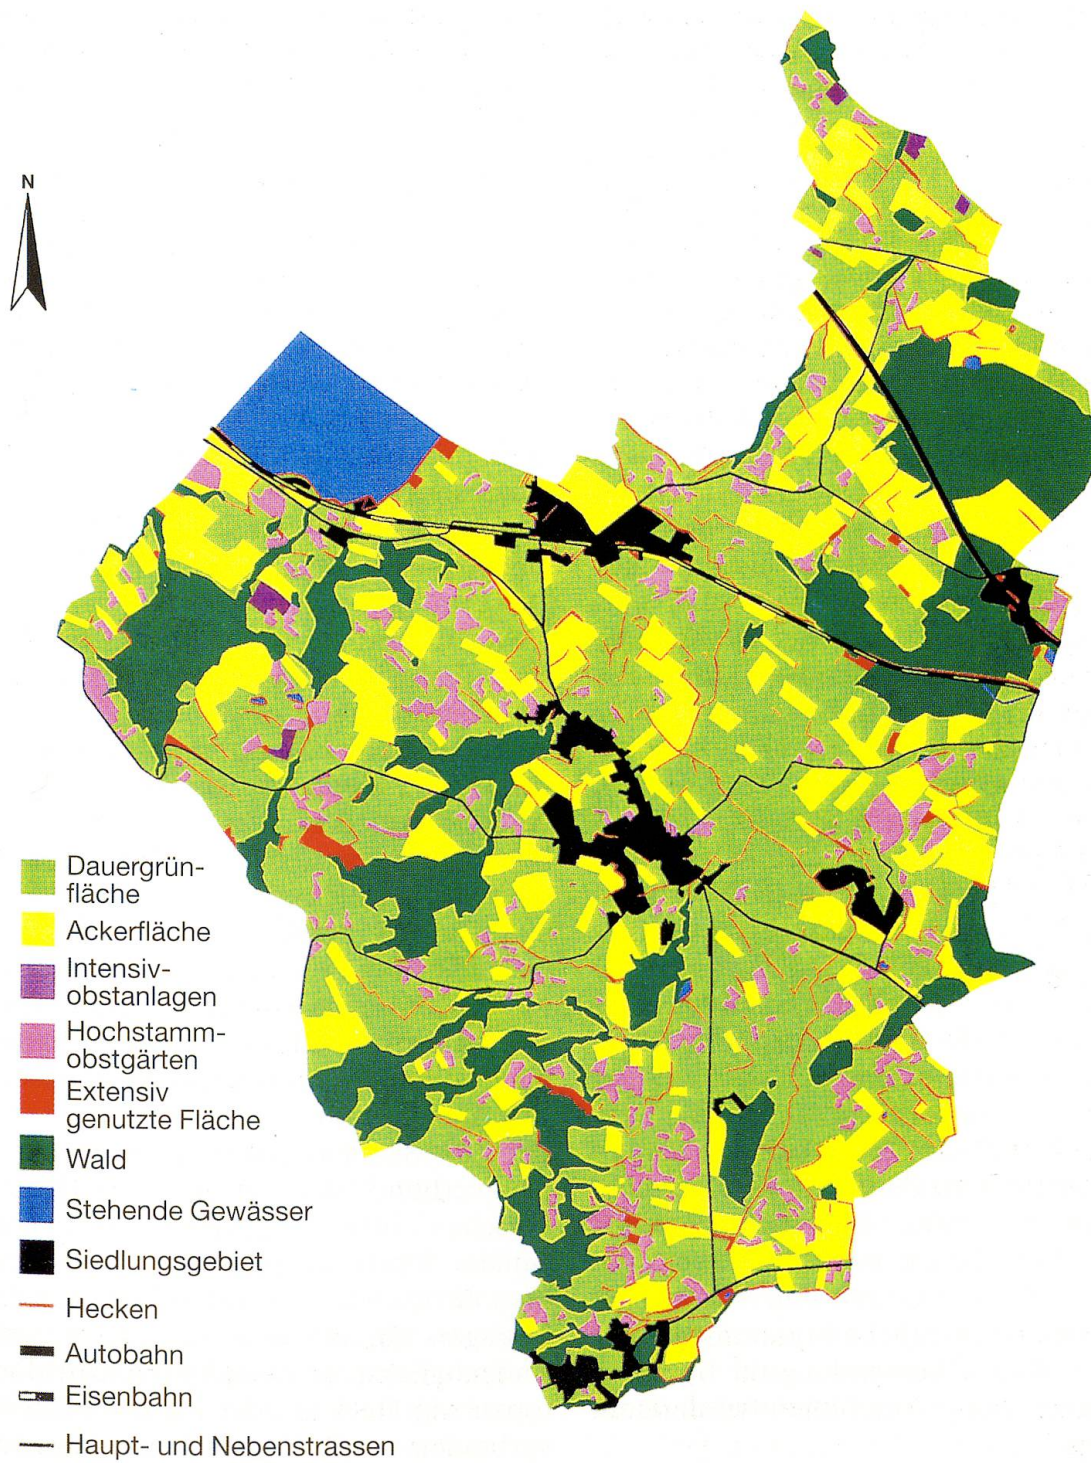 N
Dauergrün-
fläche
Ackerfläche
Intensiv-
obstanlagen
Hochstamm-
obstgärten
Extensiv
genutzte Fläche
Wald
Stehende Gewässer
Siedlungsgebiet
Hecken
Autobahn
Eisenbahn
Haupt- und Nebenstrassen